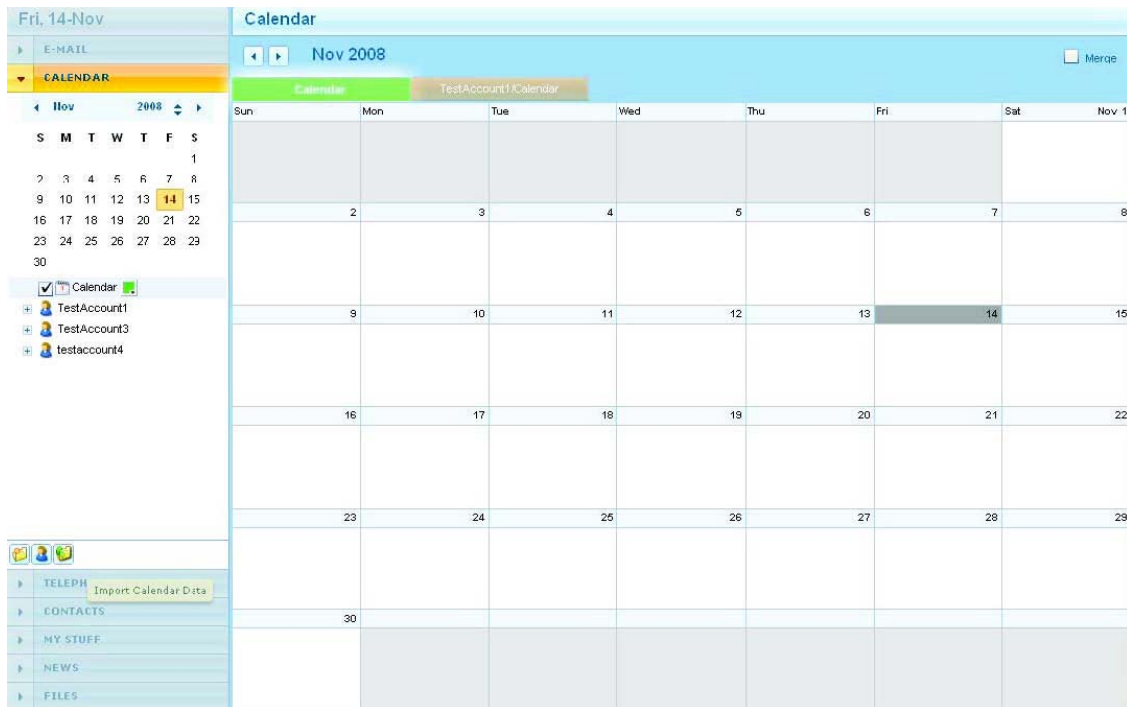 Fri, 14-Nov
E-MAIL
CALENDAR
Nov 2008
S M T W T F S
1
2 3 4 5 6 7 8
9 10 11 12 13 14 15
16 17 18 19 20 21 22
23 24 25 26 27 28 29
30
Calendar
TestAccount1
TestAccount3
testaccount4
TELEPH
Import Calendar Data
CONTACTS
MY STUFF
NEWS
FILES
Calendar
Nov 2008
Merge
Calendar TestAccount1/Calendar
Sun Mon Tue Wed Thu Fri Sat Nov 1
2 3 4 5 6 7 8
9 10 11 12 13 14 15
16 17 18 19 20 21 22
23 24 25 26 27 28 29
30